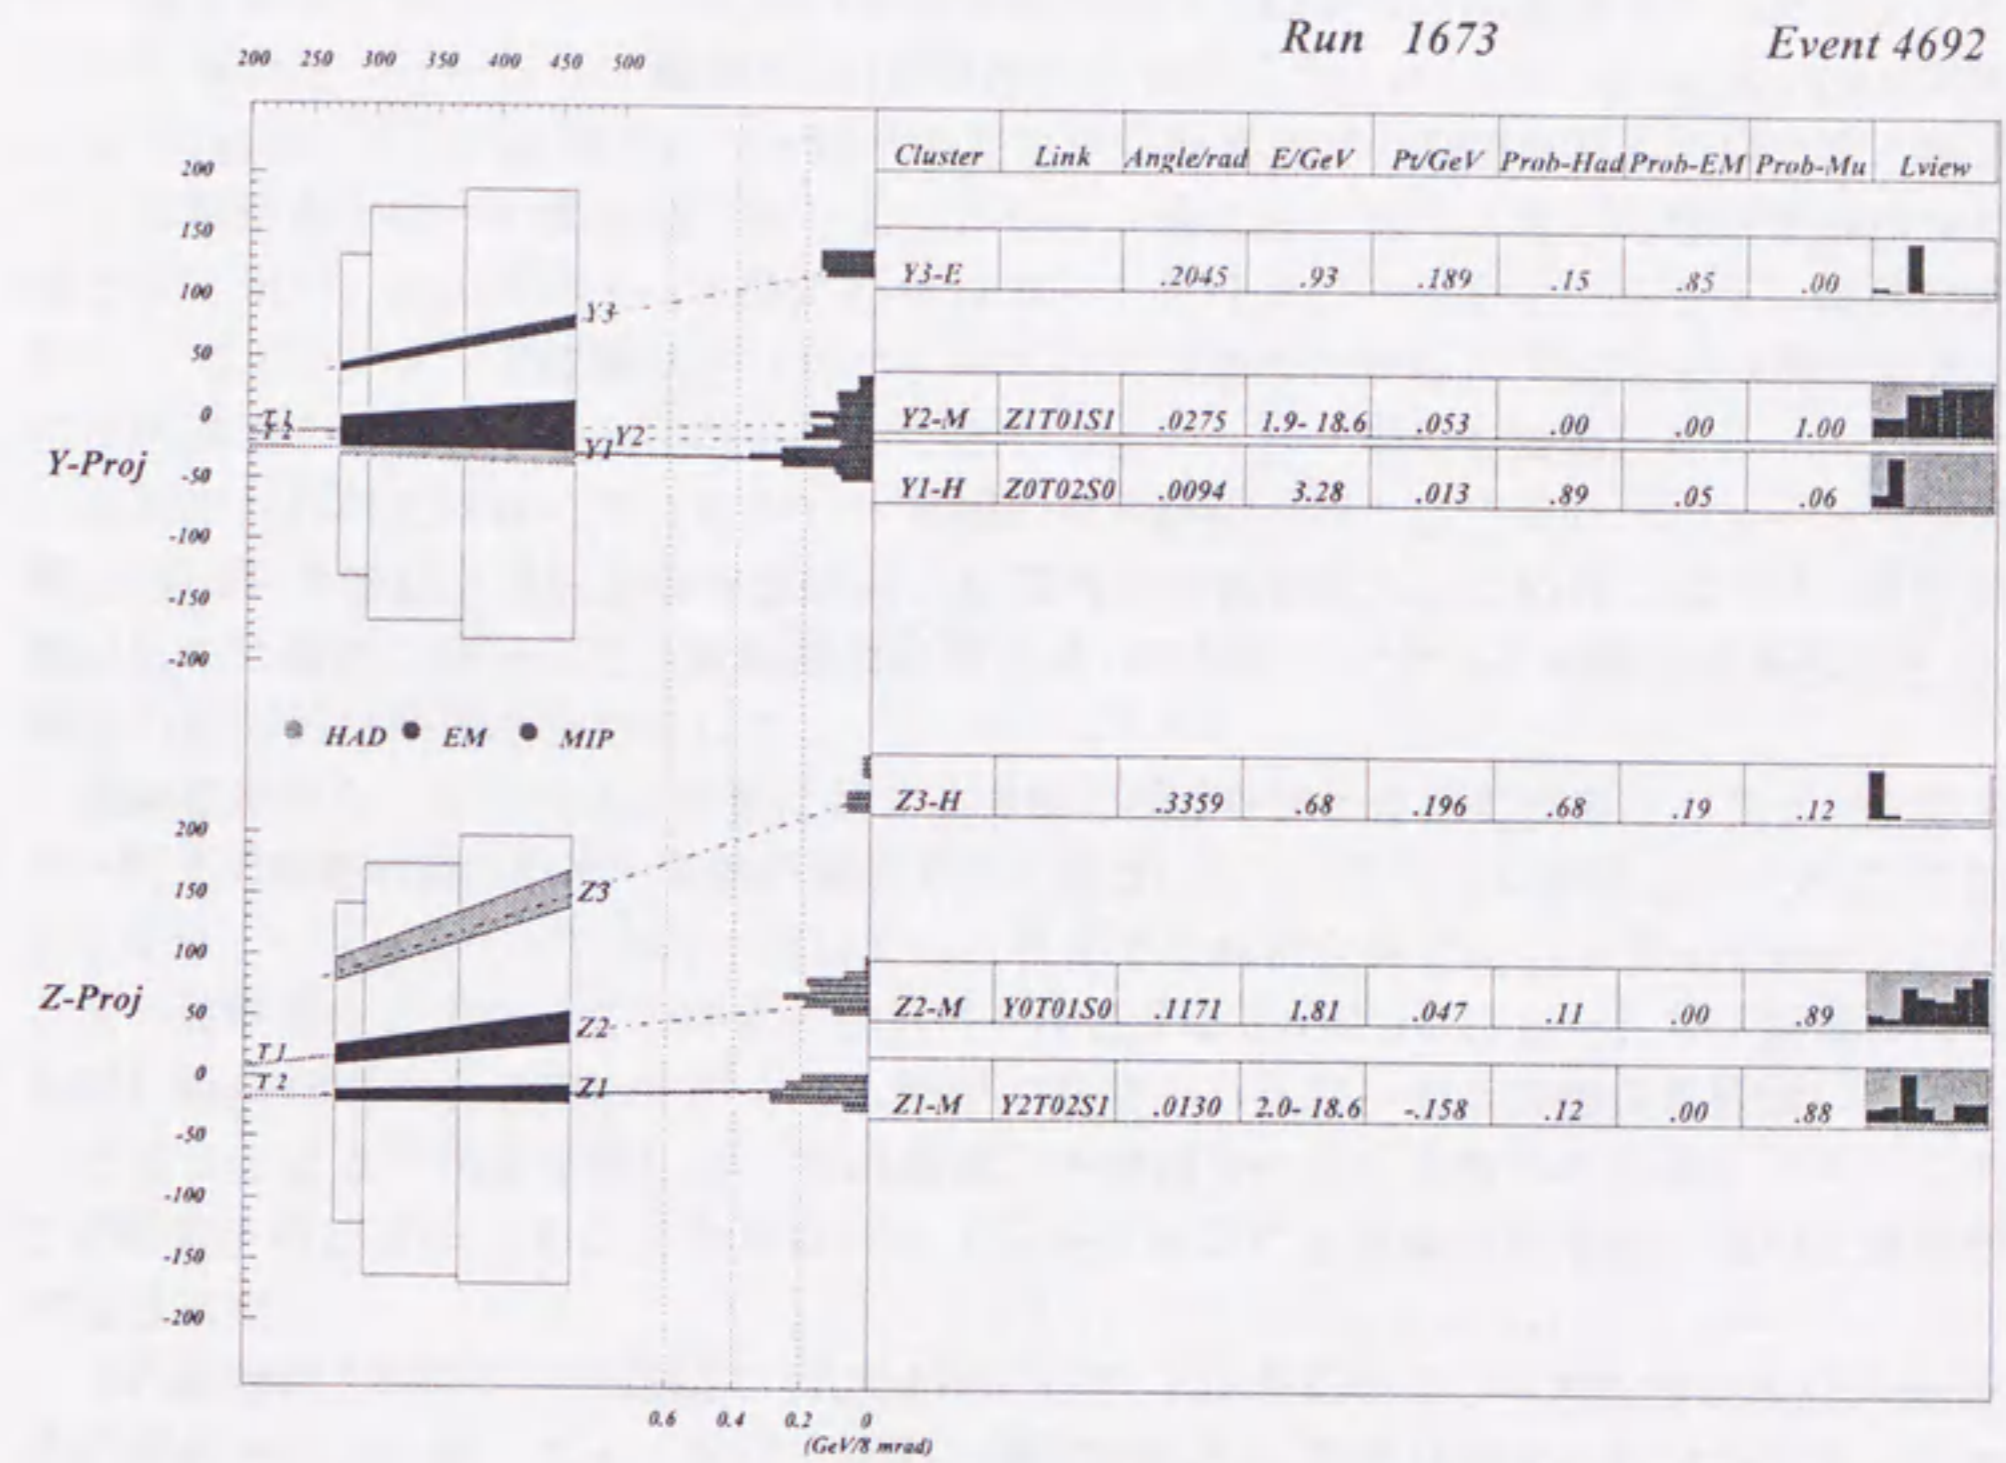 Run 1673 Event 4692
200 250 300 350 400 450 500
Cluster Link Angle/rad E/GeV Pt/GeV Prob-Had Prob-EM Prob-Mu Lview
200
150
100
50
0
-50
-100
-150
-200
Y-Proj
T1
T2
Y3
Y2
Y1
Y3-E .2045 .93 .189 .15 .85 .00
Y2-M Z1T01S1 .0275 1.9-18.6 .053 .00 .00 1.00
Y1-H Z0T02S0 .0094 3.28 .013 .89 .05 .06
HAD EM MIP
200
150
100
50
0
-50
-100
-150
-200
Z-Proj
T1
T2
Z3
Z2
Z1
Z3-H .3359 .68 .196 .68 .19 .12
Z2-M Y0T01S0 .1171 1.81 .047 .11 .00 .89
Z1-M Y2T02S1 .0130 2.0-18.6 -.158 .12 .00 .88
0.6 0.4 0.2 0
(GeV/8 mrad)